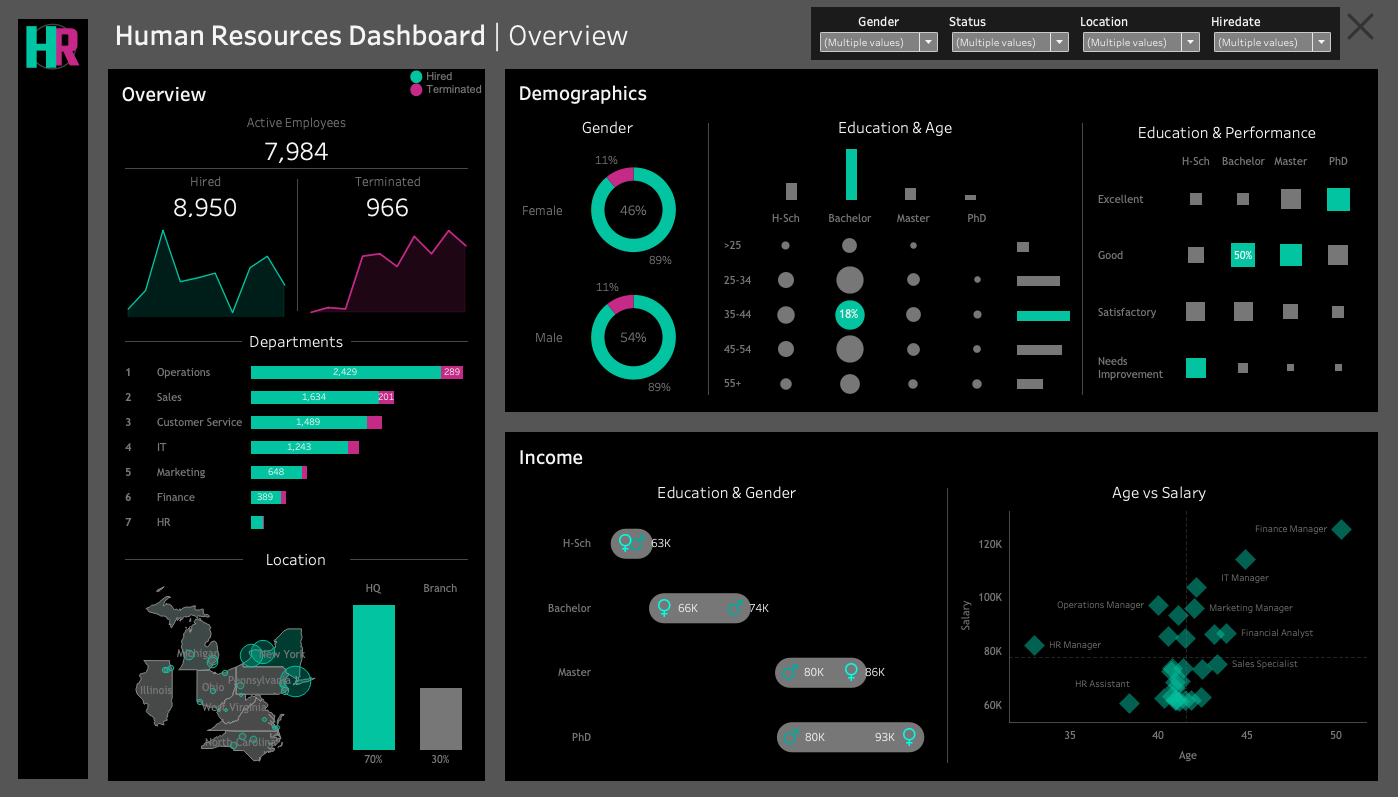 HR
Human Resources Dashboard | Overview
Gender Status Location Hiredate
(Multiple values) (Multiple values) (Multiple values) (Multiple values)
Hired
Terminated
Overview
Active Employees
7,984
Hired Terminated
8,950 966
Departments
1 Operations 2,429 289
2 Sales 1,634 201
3 Customer Service 1,489
4 IT 1,243
5 Marketing 648
6 Finance 389
7 HR
Location
HQ Branch
Michigan
New York
Illinois
Ohio
Pennsylvania
West Virginia
North Carolina
70% 30%
Demographics
Gender
11%
Female 46%
89%
11%
Male 54%
89%
Education & Age
H-Sch Bachelor Master PhD
>25
25-34
35-44 18%
45-54
55+
Education & Performance
H-Sch Bachelor Master PhD
Excellent
Good 50%
Satisfactory
Needs
Improvement
Income
Education & Gender
H-Sch 63K
Bachelor 66K 74K
Master 80K 86K
PhD 80K 93K
Age vs Salary
Salary
120K
100K
80K
60K
Finance Manager
IT Manager
Operations Manager
Marketing Manager
Financial Analyst
HR Manager
Sales Specialist
HR Assistant
35 40 45 50
Age